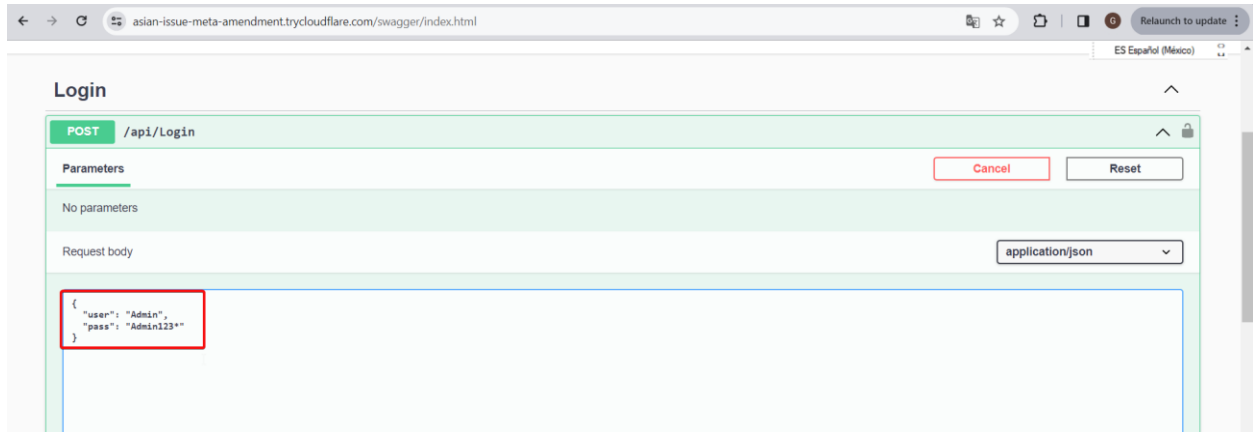 asian-issue-meta-amendment.trycloudflare.com/swagger/index.html
G
Relaunch to update
ES Español (México)
Login
POST /api/Login
Parameters
Cancel
Reset
No parameters
Request body
application/json
{
"user": "Admin",
"pass": "Admin123*"
}